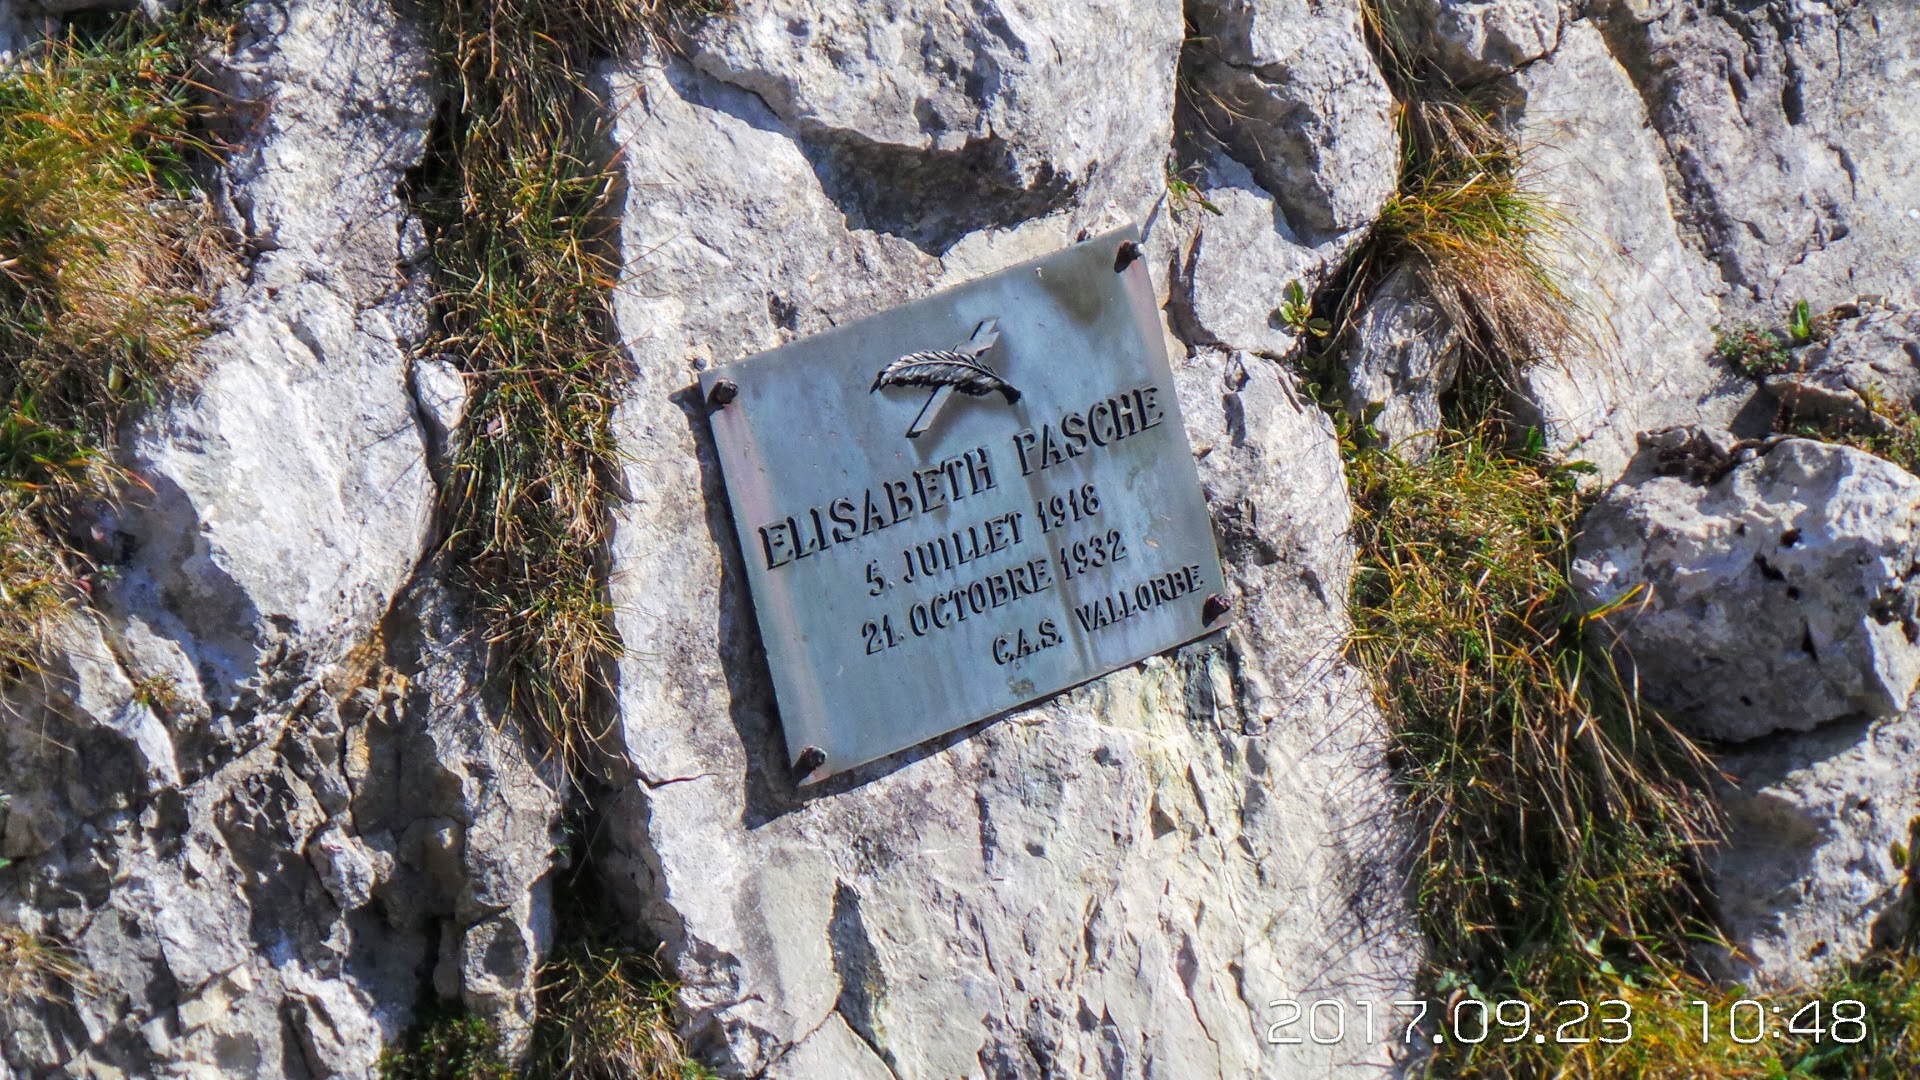 ELISABETH PASCHE
5. JUILLET 1918
21. OCTOBRE 1932
C.A.S. VALLORBE
2017.09.23 10:48